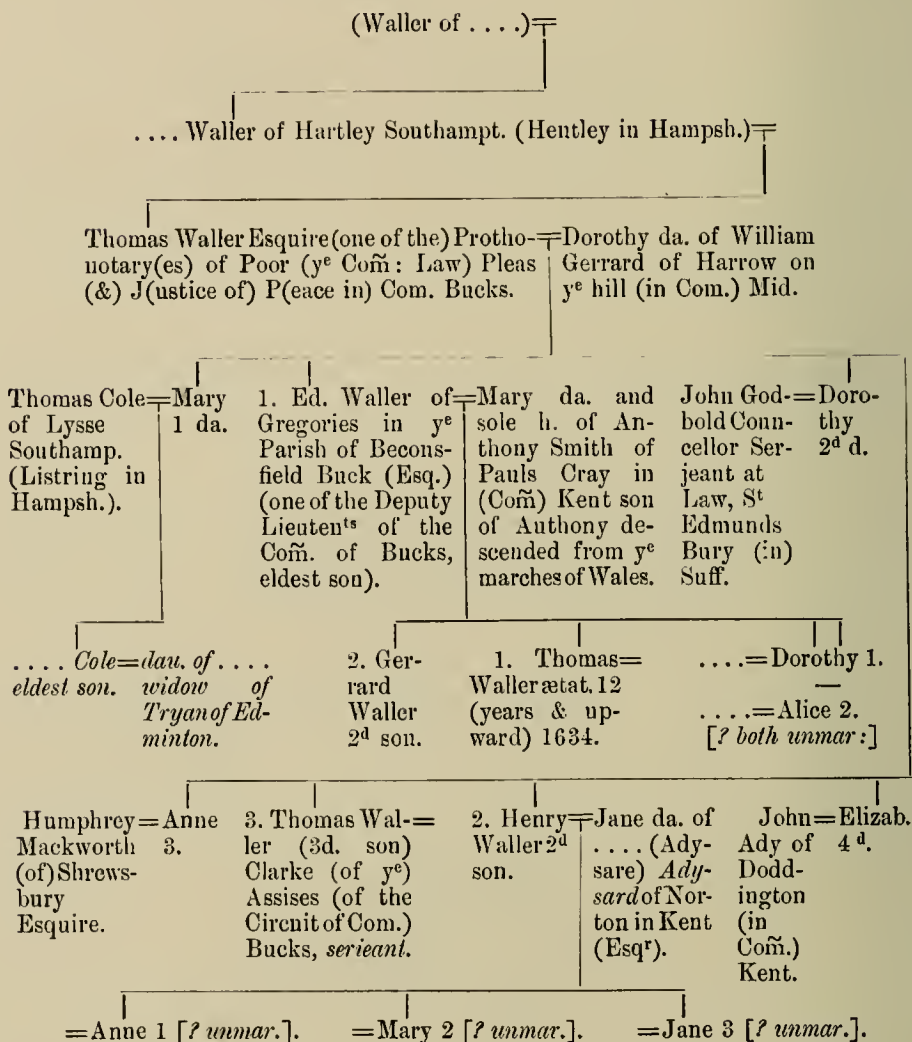 (Waller of . . . .)
. . . . Waller of Hartley Southampt. (Hentley in Hampsh.)
Thomas Waller Esquire (one of the) Protho-
notary(es) of Poor (yᵉ Com̃ : Law) Pleas
(&) J(ustice of) P(eace in) Com. Bucks.
=Dorothy da. of William
Gerrard of Harrow on
yᵉ hill (in Com.) Mid.
Thomas Cole=
of Lysse
Southamp.
(Listring in
Hampsh.).
Mary
1 da.
1. Ed. Waller of=
Gregories in yᵉ
Parish of Becons-
field Buck (Esq.)
(one of the Deputy
Lieutenᵗˢ of the
Com̃. of Bucks,
eldest son).
Mary da. and
sole h. of An-
thony Smith of
Pauls Cray in
(Com̃) Kent son
of Authony de-
scended from yᵉ
marches of Wales.
John God-=
bold Coun-
cellor Ser-
jeant at
Law, Sᵗ
Edmunds
Bury (in)
Suff.
Doro-
thy
2ᵈ d.
. . . . Cole=
eldest son.
dau. of . . . .
widow of
Tryan of Ed-
minton.
2. Ger-
rard
Waller
2ᵈ son.
1. Thomas=
Waller ætat. 12
(years & up-
ward) 1634.
. . . .=Dorothy 1.
—
. . . .=Alice 2.
[? both unmar :]
Humphrey=
Mackworth
(of) Shrews-
bury
Esquire.
Anne
3.
3. Thomas Wal-=
ler (3d. son)
Clarke (of yᵉ)
Assises (of the
Circuit of Com.)
Bucks, serieant.
2. Henry=
Waller 2ᵈ
son.
Jane da. of
. . . . (Ady-
sare) Ady-
sard of Nor-
ton in Kent
(Esqʳ).
John=
Ady of
Dodd-
ington
(in
Com̃.)
Kent.
Elizab.
4 ᵈ.
=Anne 1 [? unmar.]. =Mary 2 [? unmar.]. =Jane 3 [? unmar.].